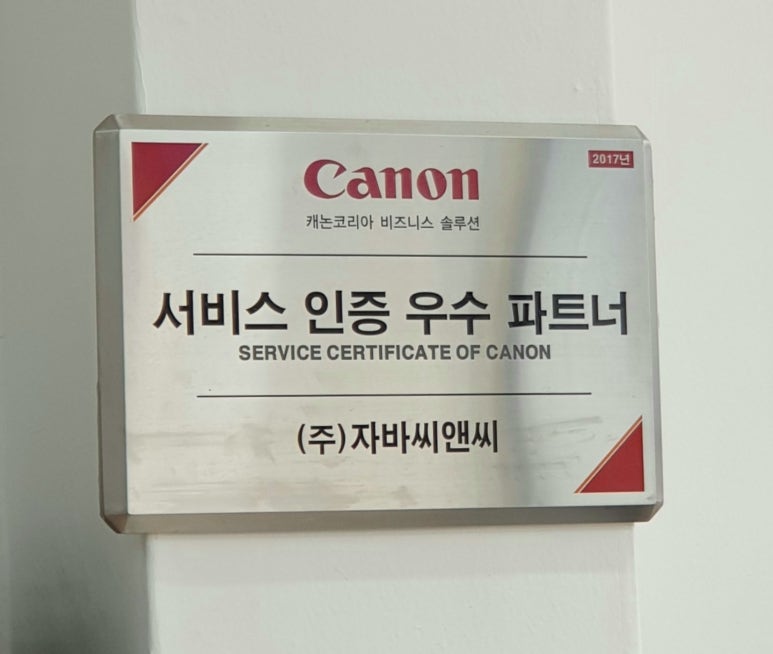 2017년
Canon
캐논코리아 비즈니스 솔루션
서비스 인증 우수 파트너
SERVICE CERTIFICATE OF CANON
(주)자바씨앤씨